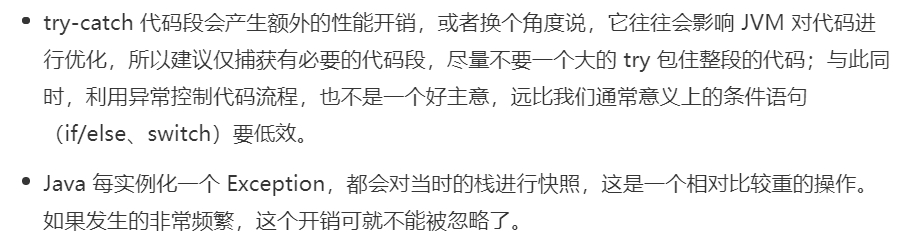 • try-catch 代码段会产生额外的性能开销，或者换个角度说，它往往会影响 JVM 对代码进
行优化，所以建议仅捕获有必要的代码段，尽量不要一个大的 try 包住整段的代码；与此同
时，利用异常控制代码流程，也不是一个好主意，远比我们通常意义上的条件语句
（if/else、switch）要低效。
• Java 每实例化一个 Exception，都会对当时的栈进行快照，这是一个相对比较重的操作。
如果发生的非常频繁，这个开销可就不能被忽略了。